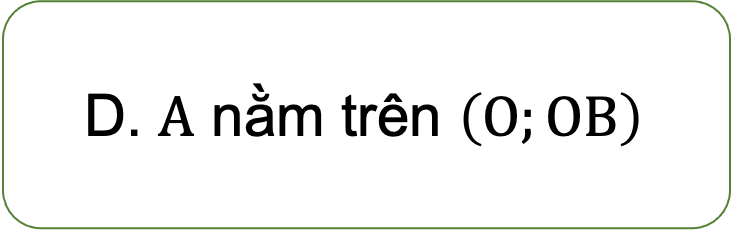 D. A nằm trên (O; OB)